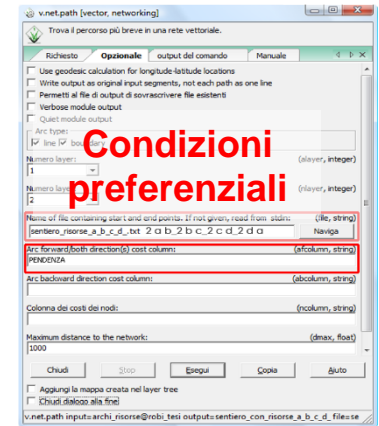 v.net.path [vector, networking]
Trova il percorso più breve in una rete vettoriale.
Richiesto Opzionale output del comando Manuale
Use geodesic calculation for longitude-latitude locations
Write output as original input segments, not each path as one line
Permetti al file di output di sovrascrivere file esistenti
Verbose module output
Quiet module output
Arc type:
line boundary
Condizioni
Numero layer: (alayer, integer)
1
preferenziali
Numero layer: (nlayer, integer)
2
Name of file containing start and end points. If not given, read from stdin: (file, string)
sentiero_risorse_a_b_c_d_.txt 2 a b_2 b c_2 c d_2 d a Naviga
Arc forward/both direction(s) cost column: (afcolumn, string)
PENDENZA
Arc backward direction cost column: (abcolumn, string)
Colonna dei costi dei nodi: (ncolumn, string)
Maximum distance to the network: (dmax, float)
1000
Chiudi Stop Esegui Copia Aiuto
Aggiungi la mappa creata nel layer tree
Chiudi dialogo alla fine
v.net.path input=archi_risorse@robi_tesi output=sentiero_con_risorse_a_b_c_d_ file=se